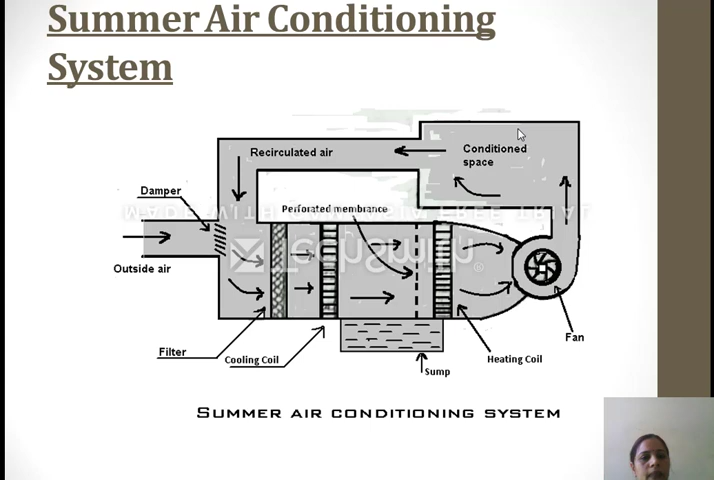 Summer Air Conditioning
System
Recirculated air
Conditioned
space
Damper
Perforated membrance
Outside air
Filter
Cooling Coil
Sump
Heating Coil
Fan
SUMMER AIR CONDITIONING SYSTEM